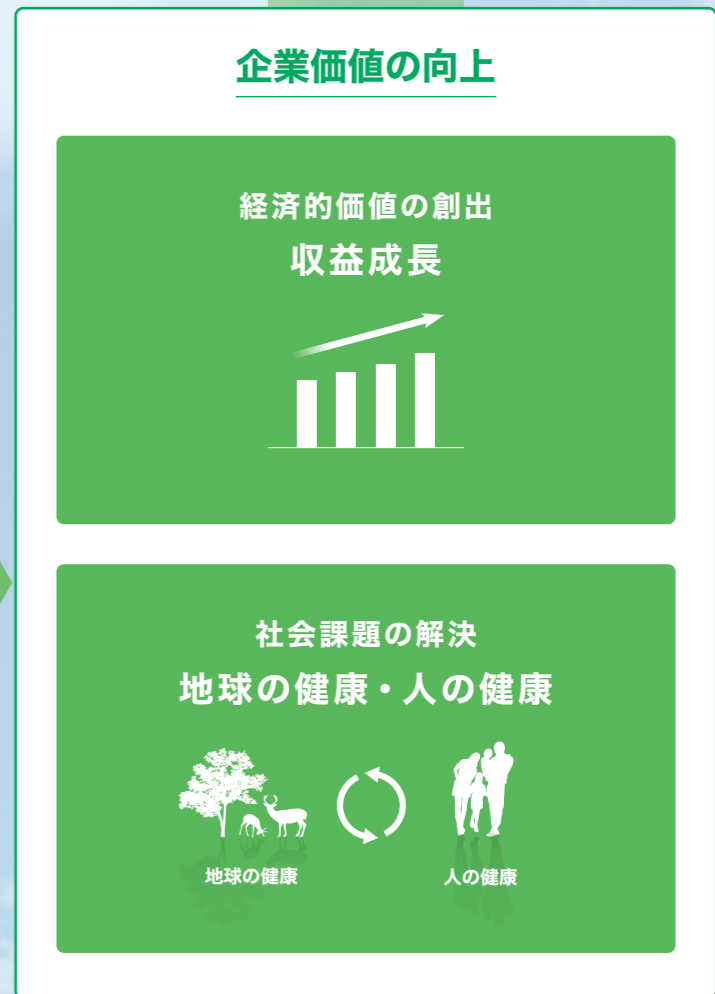 企業価値の向上
経済的価値の創出
収益成長
社会課題の解決
地球の健康・人の健康
地球の健康
人の健康